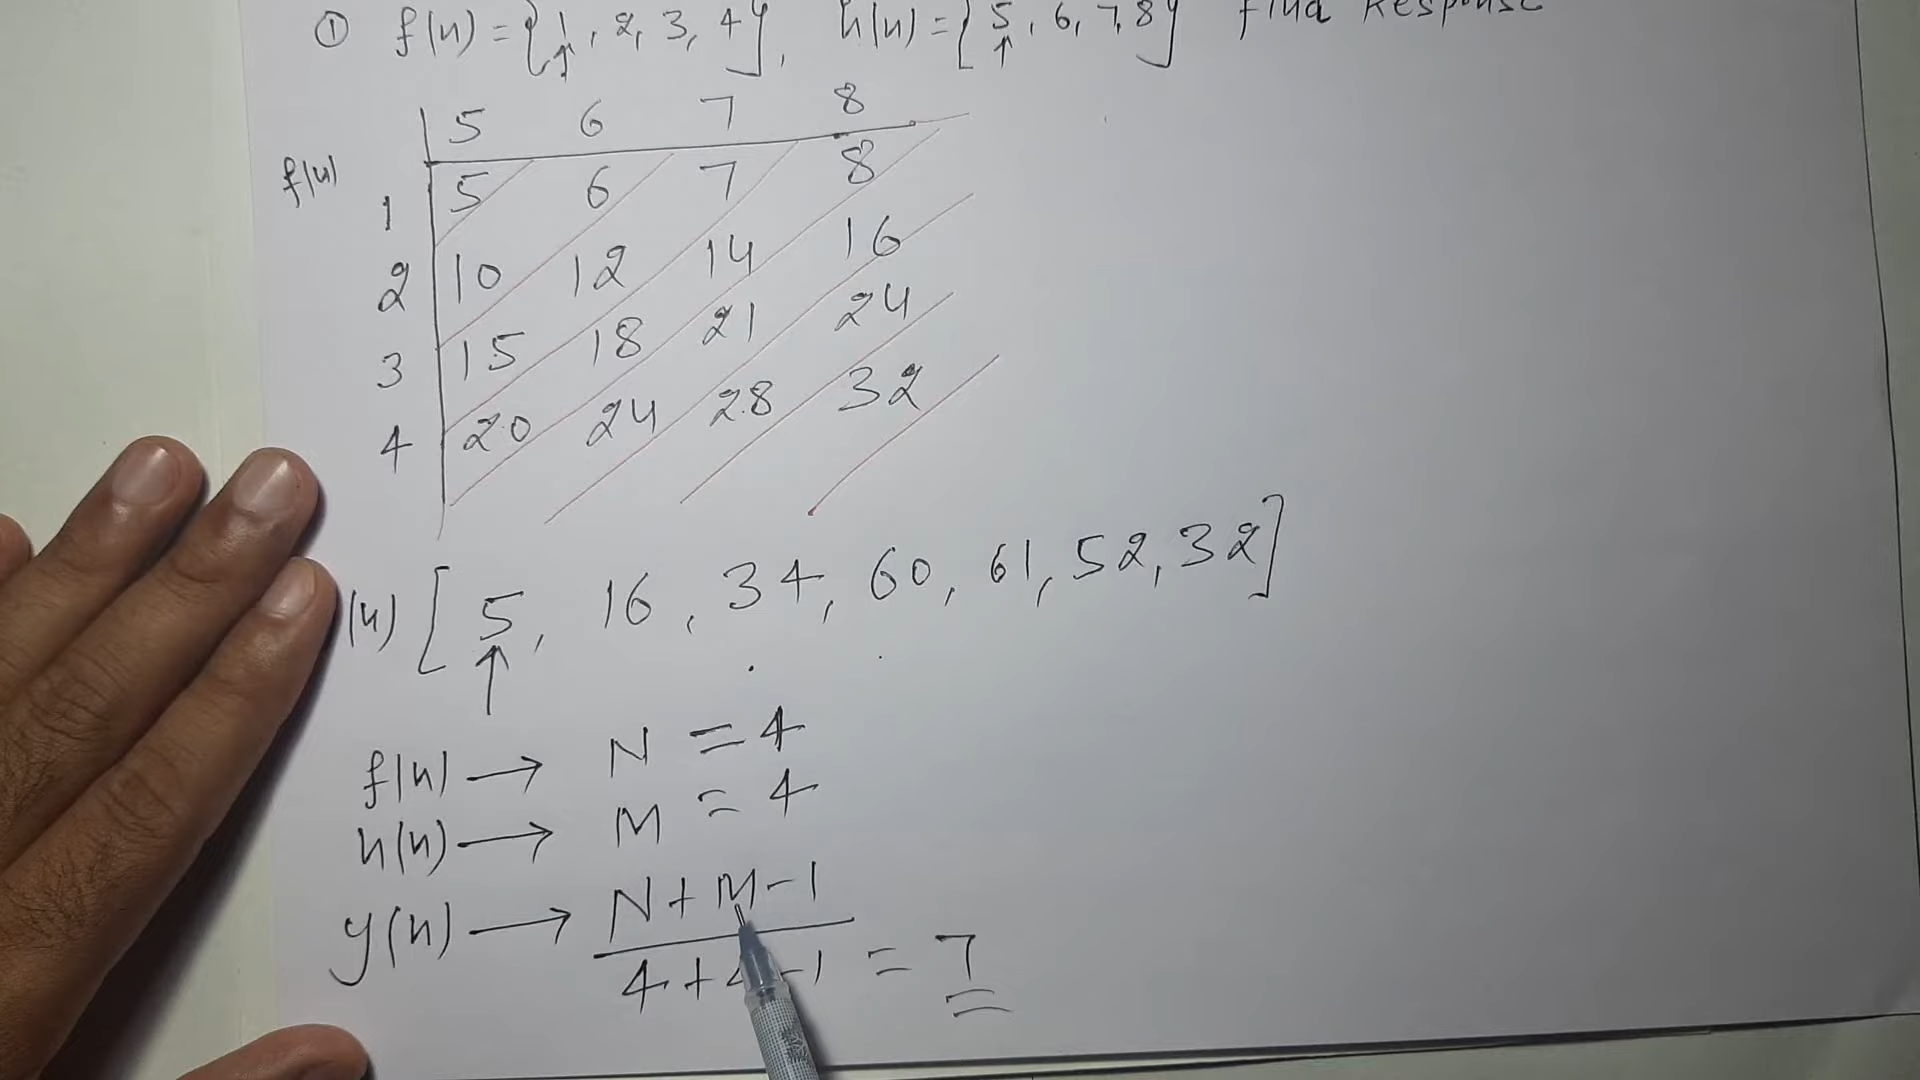 ① f(n) = {1, 2, 3, 4}, h(n) = {5, 6, 7, 8} Find Response
↑ ↑
5 6 7 8
f(n)
1 5 6 7 8
2 10 12 14 16
3 15 18 21 24
4 20 24 28 32
(n) [5, 16, 34, 60, 61, 52, 32]
↑
f(n) → N = 4
h(n) → M = 4
y(n) → N + M - 1
4 + 4 - 1 = 7